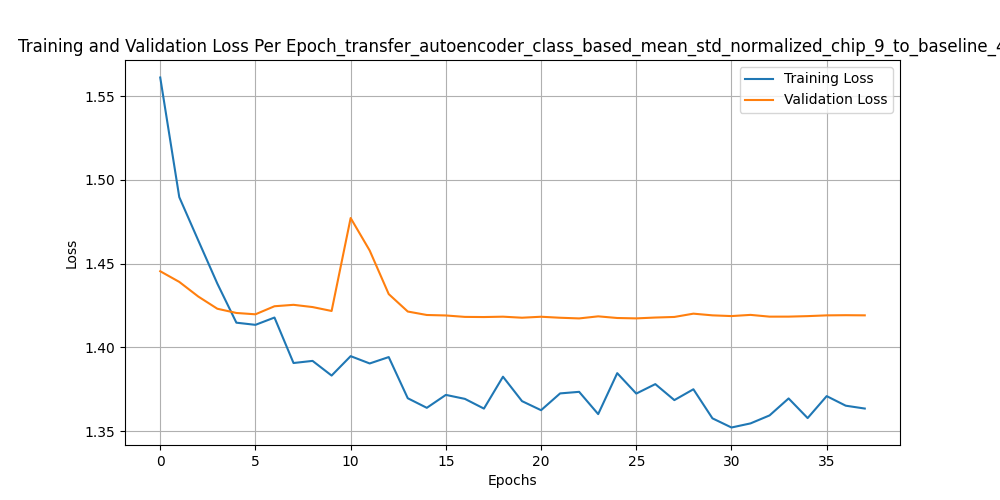 Training and Validation Loss Per Epoch_transfer_autoencoder_class_based_mean_std_normalized_chip_9_to_baseline_4
Training Loss
Validation Loss
1.55
1.50
1.45
1.40
1.35
Loss
0 5 10 15 20 25 30 35
Epochs